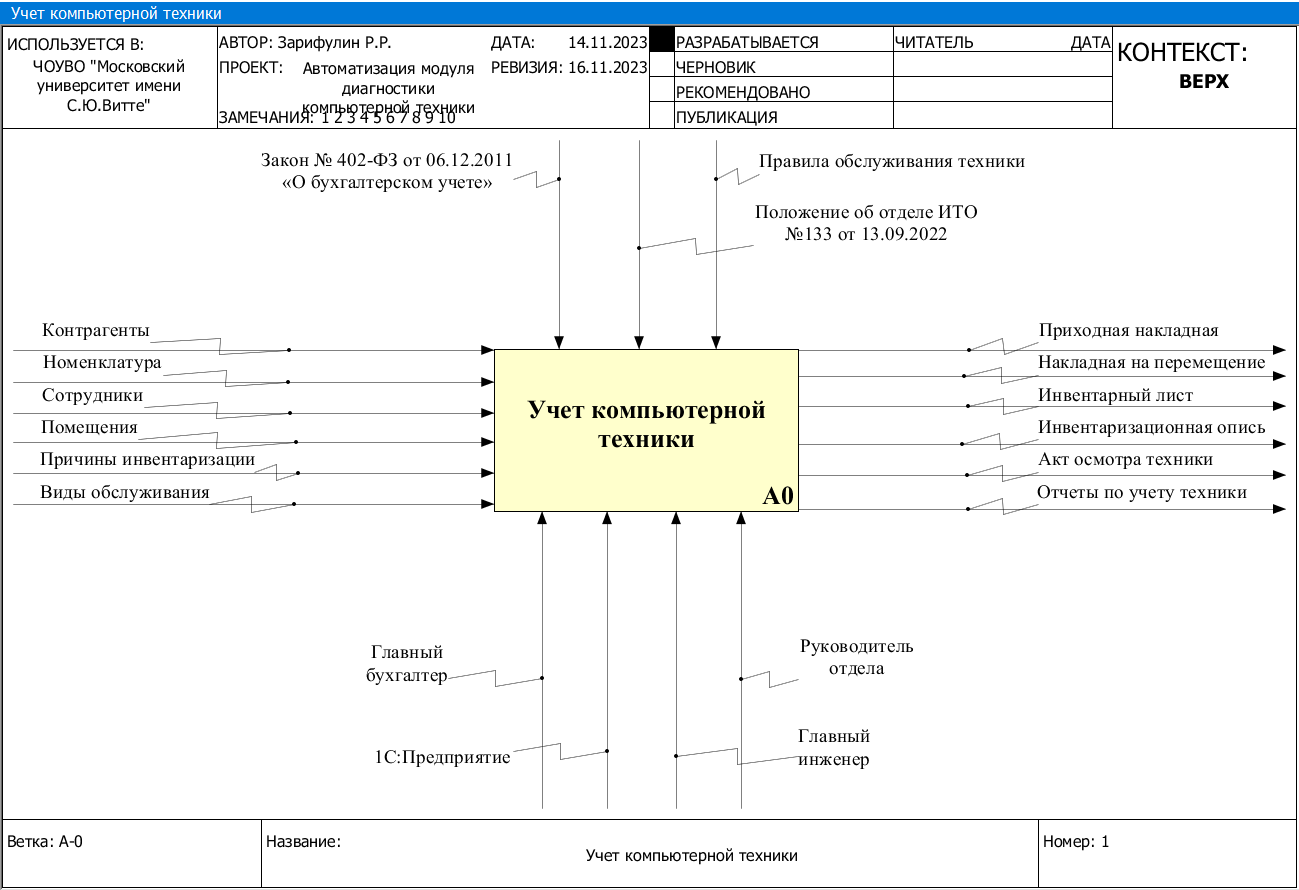 Учет компьютерной техники
ИСПОЛЬЗУЕТСЯ В:
ЧОУВО "Московский
университет имени
С.Ю.Витте"
АВТОР: Зарифулин Р.Р.
ДАТА: 14.11.2023
ПРОЕКТ: Автоматизация модуля
диагностики
компьютерной техники
РЕВИЗИЯ: 16.11.2023
ЗАМЕЧАНИЯ: 1 2 3 4 5 6 7 8 9 10
РАЗРАБАТЫВАЕТСЯ
ЧЕРНОВИК
РЕКОМЕНДОВАНО
ПУБЛИКАЦИЯ
ЧИТАТЕЛЬ ДАТА
КОНТЕКСТ:
ВЕРХ
Закон № 402-ФЗ от 06.12.2011
«О бухгалтерском учете»
Правила обслуживания техники
Положение об отделе ИТО
№133 от 13.09.2022
Контрагенты
Номенклатура
Сотрудники
Помещения
Причины инвентаризации
Виды обслуживания
Учет компьютерной
техники
А0
Приходная накладная
Накладная на перемещение
Инвентарный лист
Инвентаризационная опись
Акт осмотра техники
Отчеты по учету техники
Главный
бухгалтер
1С:Предприятие
Руководитель
отдела
Главный
инженер
Ветка: А-0
Название:
Учет компьютерной техники
Номер: 1